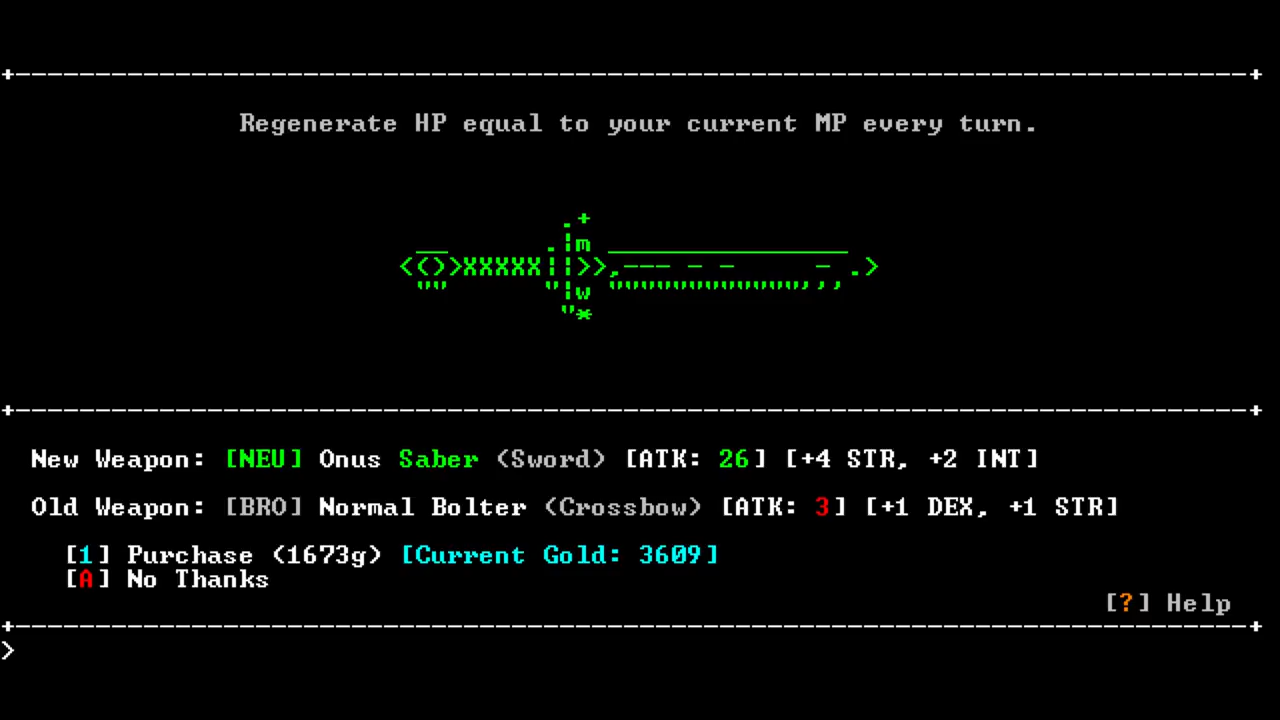 Regenerate HP equal to your current MP every turn.
New Weapon: [NEU] Onus Saber (Sword) [ATK: 26] [+4 STR, +2 INT]
Old Weapon: [BRO] Normal Bolter (Crossbow) [ATK: 3] [+1 DEX, +1 STR]
[1] Purchase (1673g) [Current Gold: 3609]
[A] No Thanks
[?] Help
>